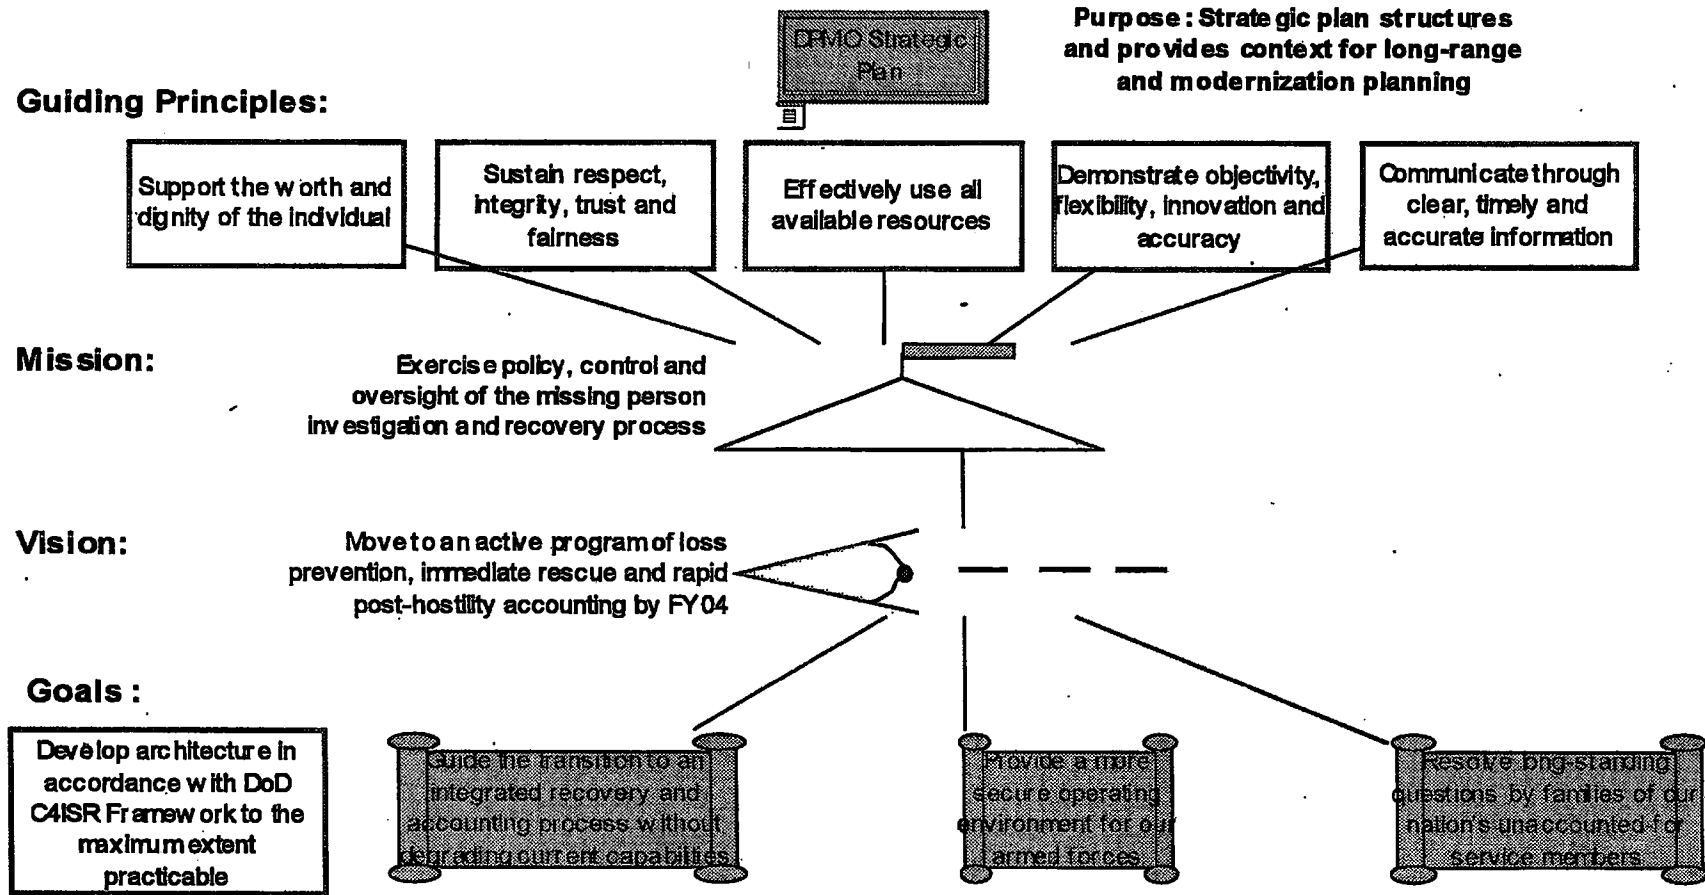 DPMO Strategic
Plan
Purpose: Strategic plan structures
and provides context for long-range
and modernization planning
Guiding Principles:
Support the worth and
dignity of the individual
Sustain respect,
integrity, trust and
fairness
Effectively use all
available resources
Demonstrate objectivity,
flexibility, innovation and
accuracy
Communicate through
clear, timely and
accurate information
Mission:
Exercise policy, control and
oversight of the missing person
investigation and recovery process
Vision:
Move to an active program of loss
prevention, immediate rescue and rapid
post-hostility accounting by FY04
Goals :
Develop architecture in
accordance with DoD
C4ISR Framework to the
maximum extent
practicable
Guide the transition to an
integrated recovery and
accounting process without
degrading current capabilities
Provide a more
secure operating
environment for our
armed forces
Resolve long-standing
questions by families of our
nation's unaccounted-for
service members